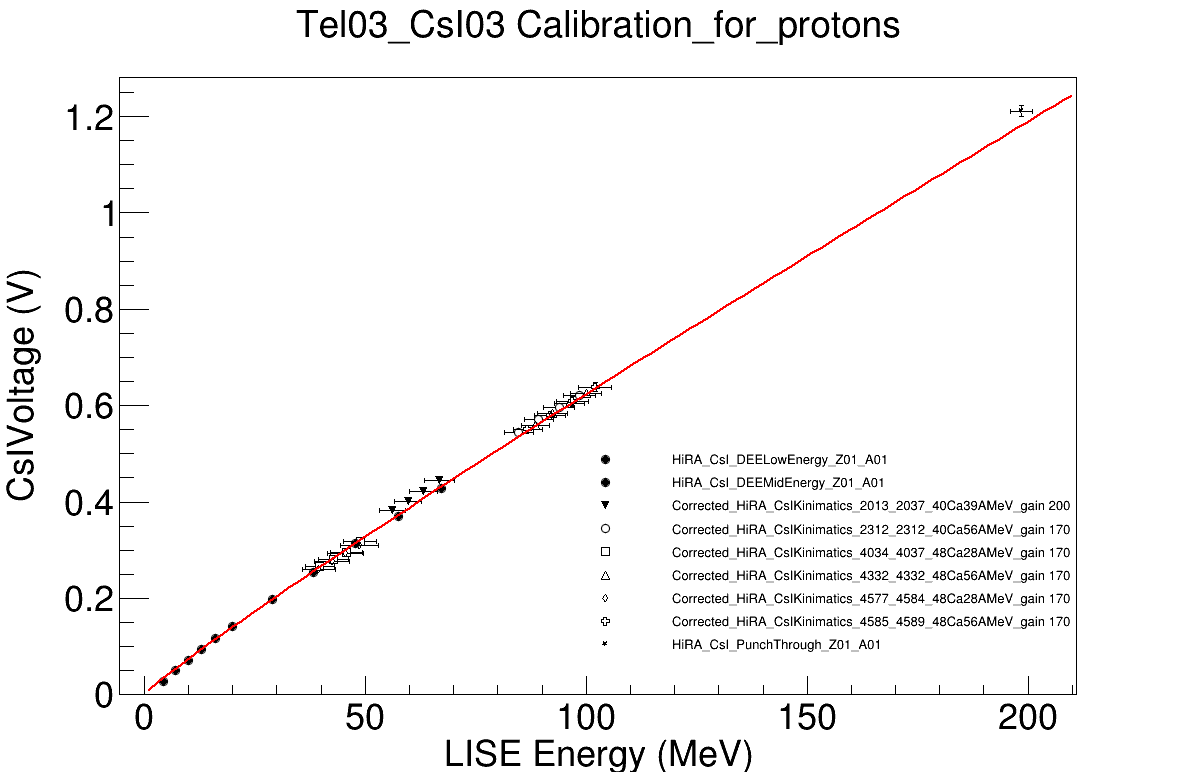 Tel03_CsI03 Calibration_for_protons
CsIVoltage (V)
1.2
1
0.8
0.6
0.4
0.2
0
HiRA_CsI_DEELowEnergy_Z01_A01
HiRA_CsI_DEEMidEnergy_Z01_A01
Corrected_HiRA_CsIKinimatics_2013_2037_40Ca39AMeV_gain 200
Corrected_HiRA_CsIKinimatics_2312_2312_40Ca56AMeV_gain 170
Corrected_HiRA_CsIKinimatics_4034_4037_48Ca28AMeV_gain 170
Corrected_HiRA_CsIKinimatics_4332_4332_48Ca56AMeV_gain 170
Corrected_HiRA_CsIKinimatics_4577_4584_48Ca28AMeV_gain 170
Corrected_HiRA_CsIKinimatics_4585_4589_48Ca56AMeV_gain 170
HiRA_CsI_PunchThrough_Z01_A01
0 50 100 150 200
LISE Energy (MeV)